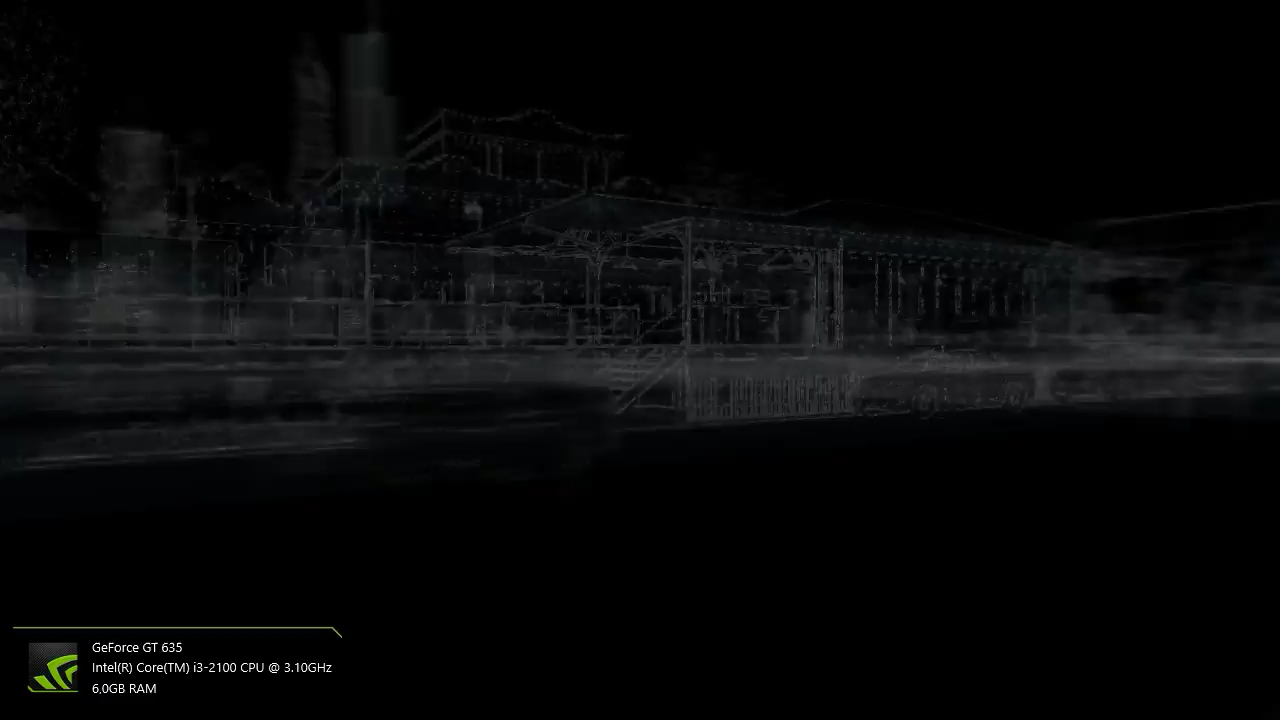 GeForce GT 635
Intel(R) Core(TM) i3-2100 CPU @ 3.10GHz
6,0GB RAM